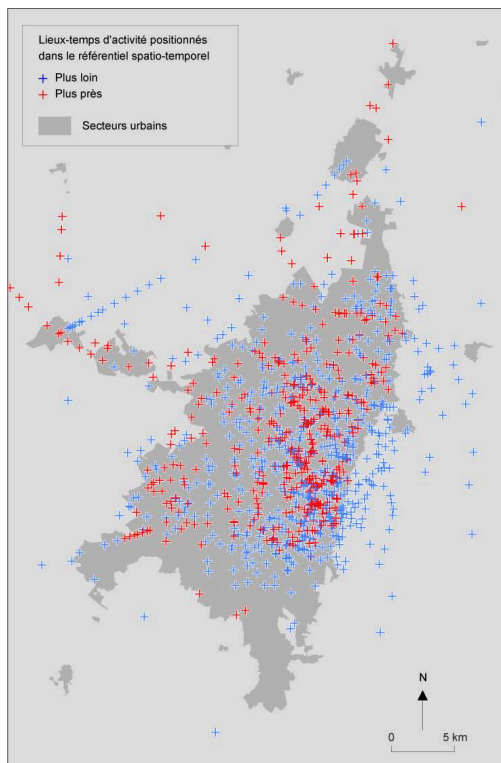 Lieux-temps d'activité positionnés
dans le référentiel spatio-temporel
Plus loin
Plus près
Secteurs urbains
N
0 5 km